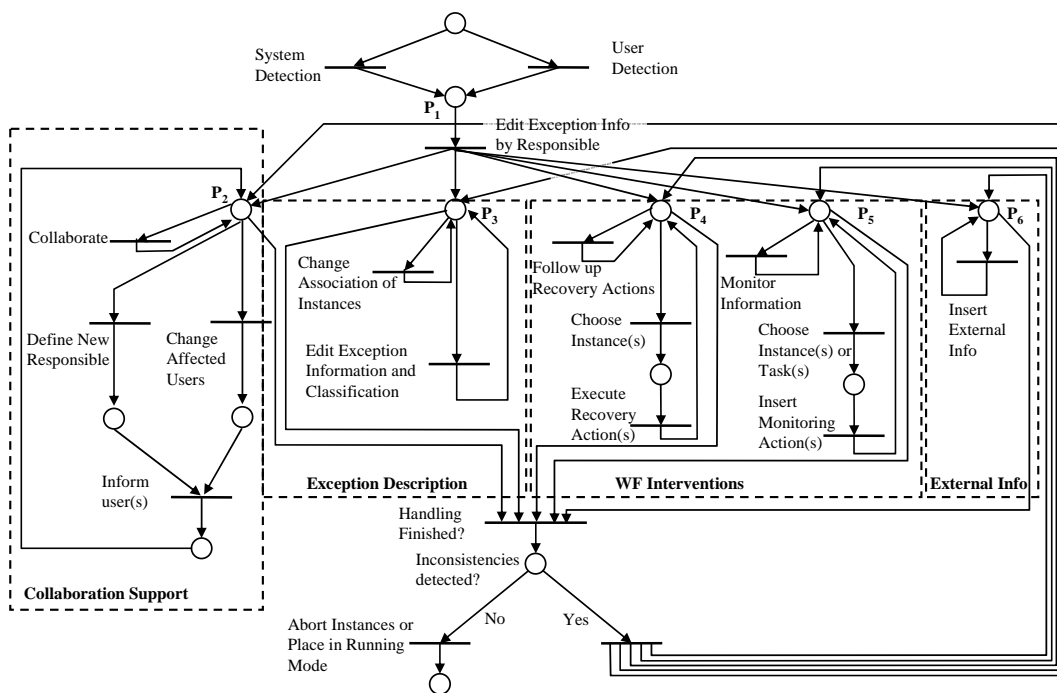 System
Detection
User
Detection
P1
Edit Exception Info
by Responsible
P2
P3
P4
P5
P6
Collaborate
Change
Association of
Instances
Follow up
Recovery Actions
Monitor
Information
Define New
Responsible
Change
Affected
Users
Edit Exception
Information and
Classification
Choose
Instance(s)
Execute
Recovery
Action(s)
Choose
Instance(s) or
Task(s)
Insert
Monitoring
Action(s)
Insert
External
Info
Inform
user(s)
Exception Description
WF Interventions
External Info
Handling
Finished?
Inconsistencies
detected?
Collaboration Support
No
Yes
Abort Instances or
Place in Running
Mode